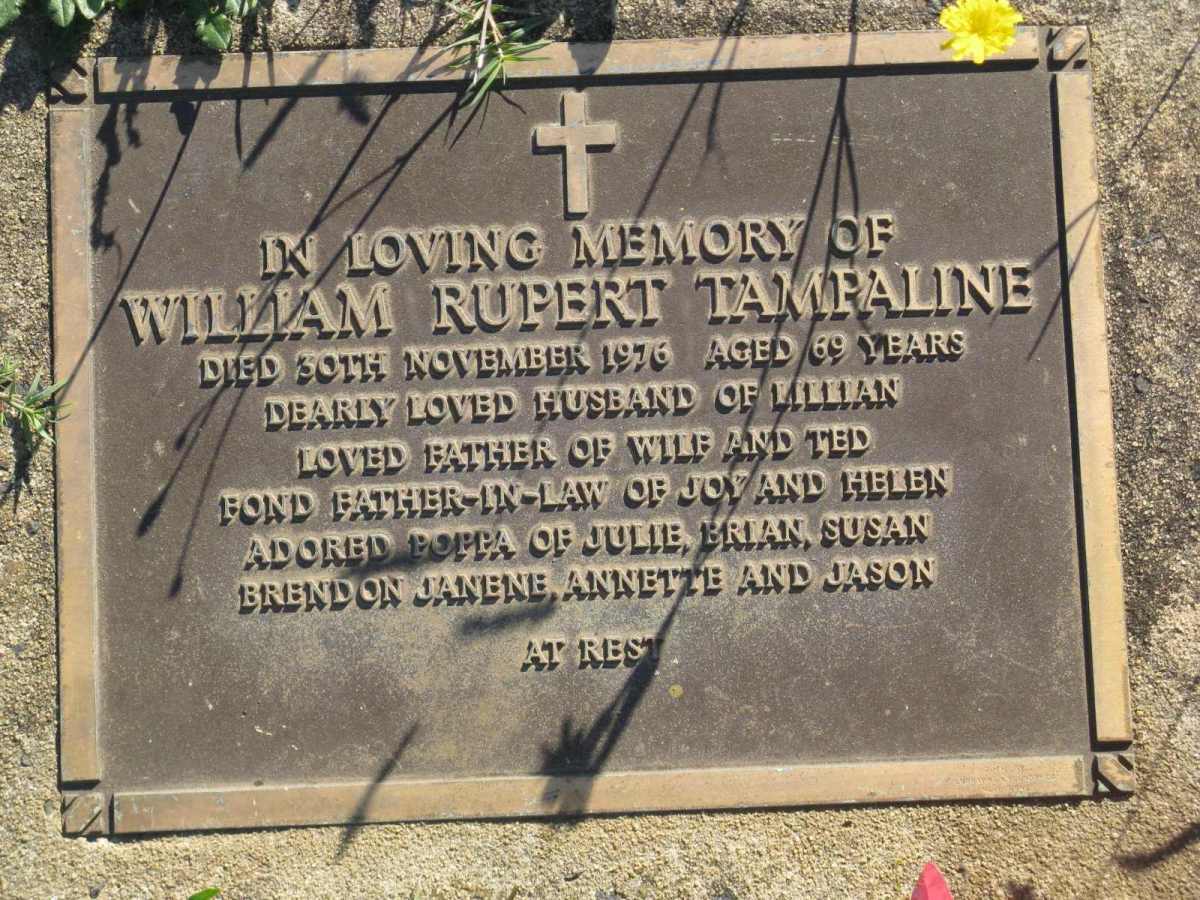 IN LOVING MEMORY OF
WILLIAM RUPERT TAMPALINE
DIED 30TH NOVEMBER 1976 AGED 69 YEARS
DEARLY LOVED HUSBAND OF LILLIAN
LOVED FATHER OF WILF AND TED
FOND FATHER-IN-LAW OF JOY AND HELEN
ADORED POPPA OF JULIE, BRIAN, SUSAN
BRENDON JANENE, ANNETTE AND JASON
AT REST